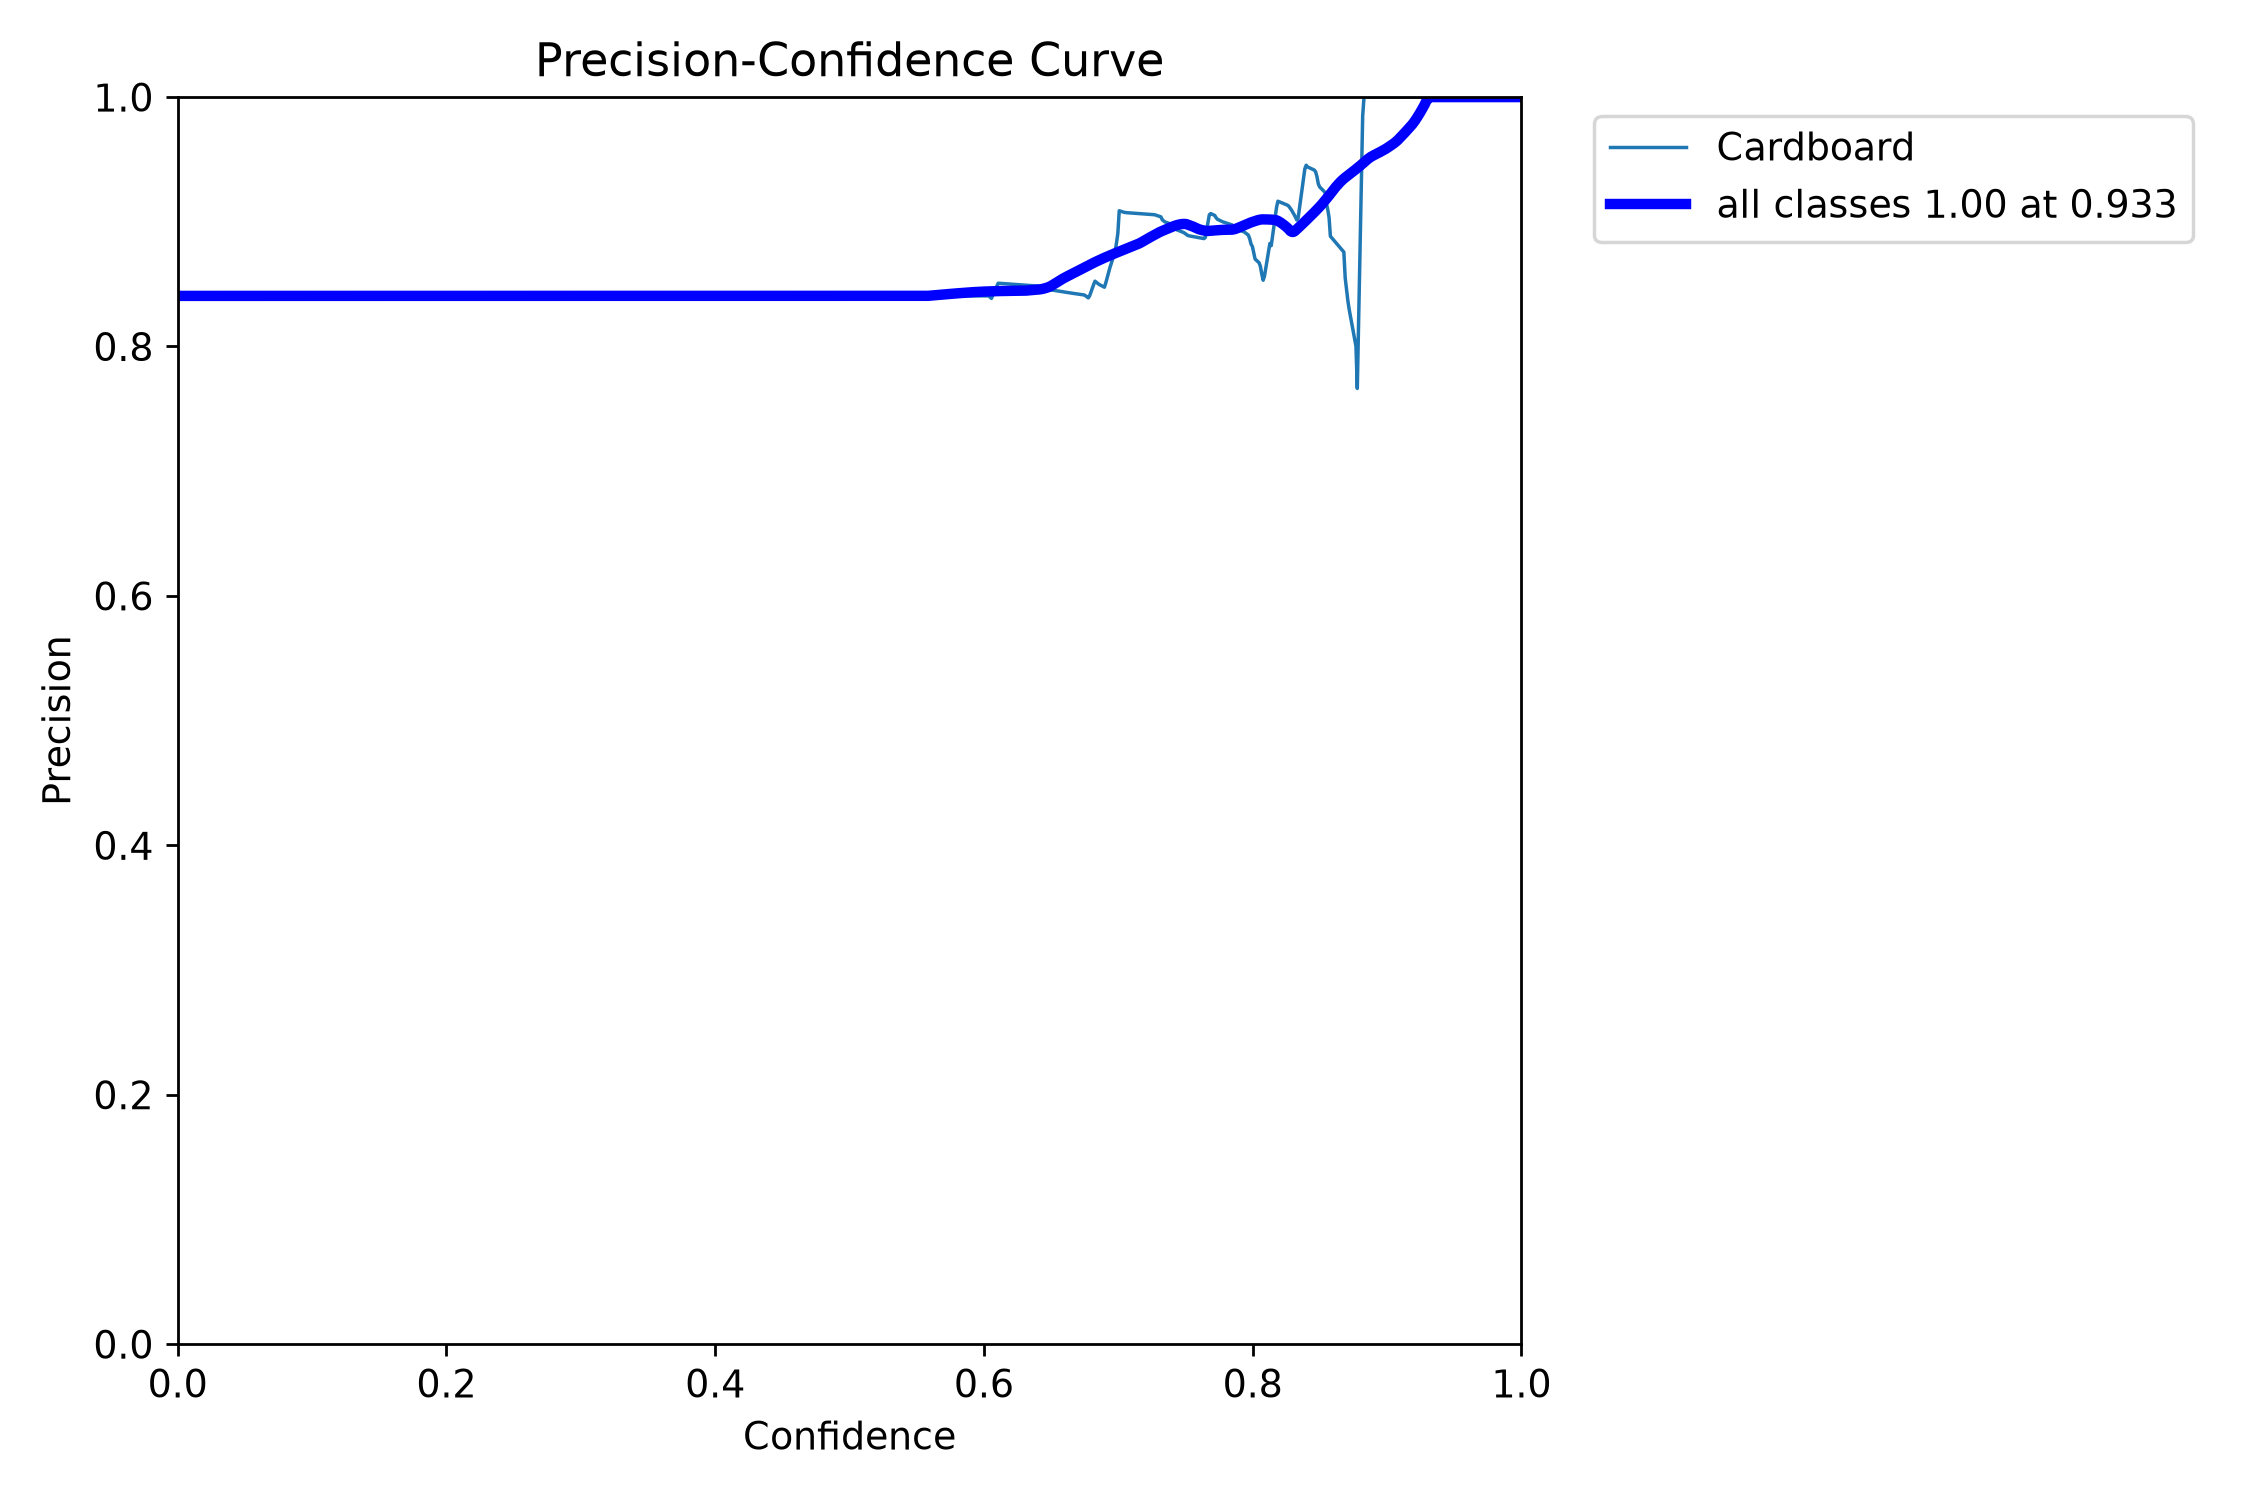 Precision-Confidence Curve
1.0
0.8
0.6
0.4
0.2
0.0
Precision
0.0 0.2 0.4 0.6 0.8 1.0
Confidence
Cardboard
all classes 1.00 at 0.933